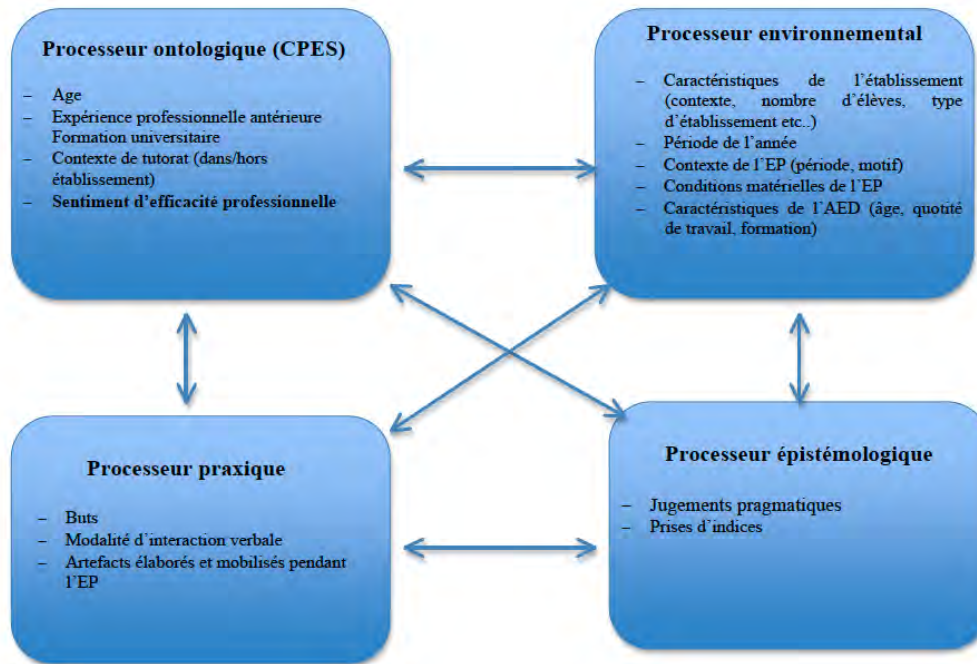 Processeur ontologique (CPES)
– Age
– Expérience professionnelle antérieure
Formation universitaire
– Contexte de tutorat (dans/hors
établissement)
– Sentiment d'efficacité professionnelle
Processeur environnemental
– Caractéristiques de l'établissement
(contexte, nombre d'élèves, type
d'établissement etc..)
– Période de l'année
– Contexte de l'EP (période, motif)
– Conditions matérielles de l'EP
– Caractéristiques de l'AED (âge, quotité
de travail, formation)
Processeur praxique
– Buts
– Modalité d'interaction verbale
– Artefacts élaborés et mobilisés pendant
l'EP
Processeur épistémologique
– Jugements pragmatiques
– Prises d'indices